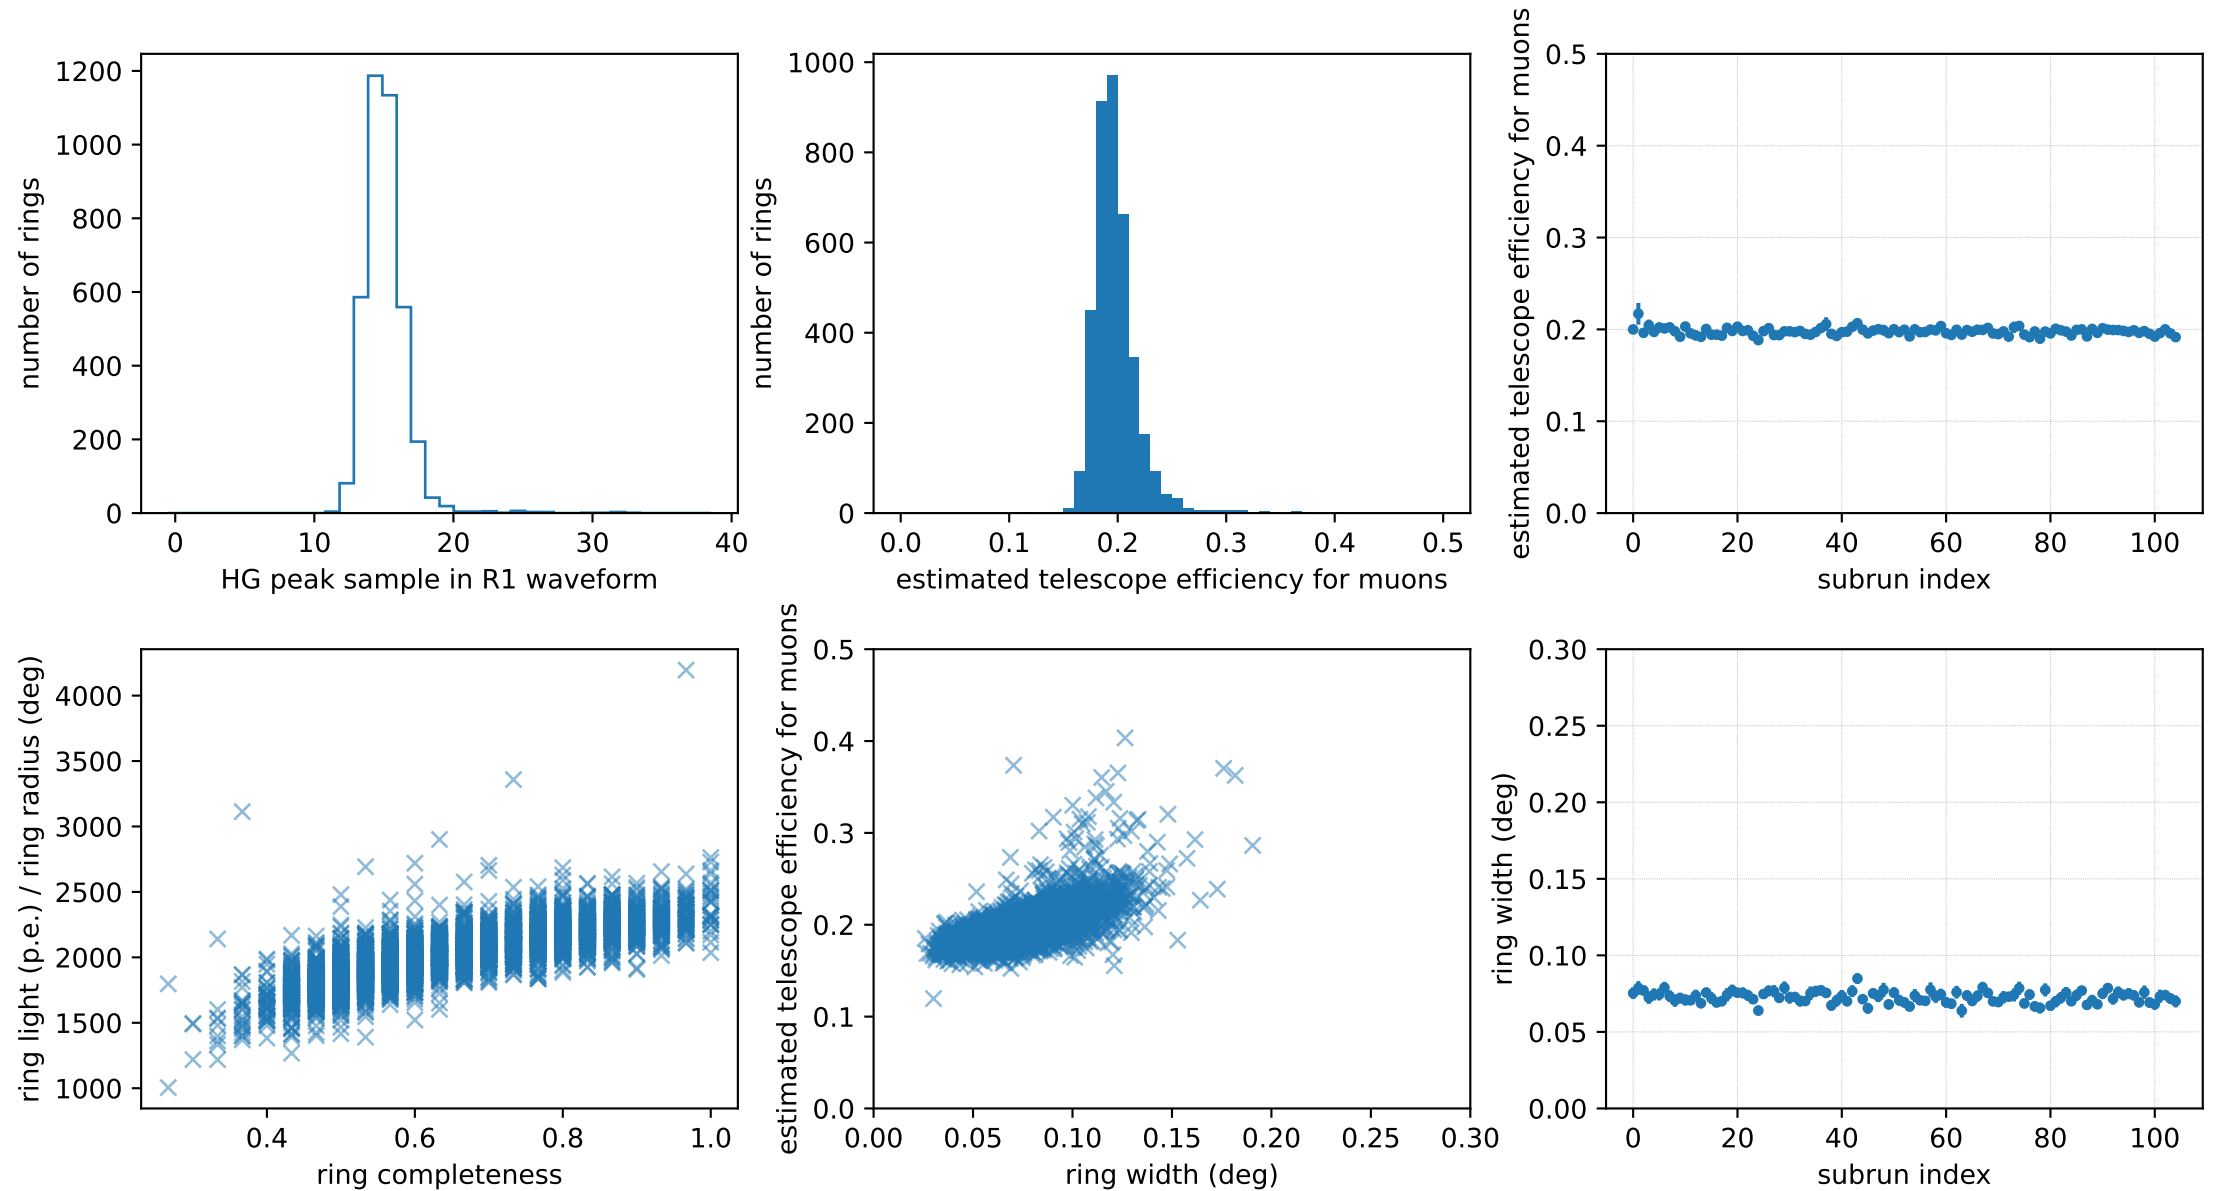 1200
1000
800
600
400
200
0
number of rings
0 10 20 30 40
HG peak sample in R1 waveform
1000
800
600
400
200
0
number of rings
0.0 0.1 0.2 0.3 0.4 0.5
estimated telescope efficiency for muons
0.5
0.4
0.3
0.2
0.1
0.0
estimated telescope efficiency for muons
0 20 40 60 80 100
subrun index
4000
3500
3000
2500
2000
1500
1000
ring light (p.e.) / ring radius (deg)
0.4 0.6 0.8 1.0
ring completeness
0.5
0.4
0.3
0.2
0.1
0.0
estimated telescope efficiency for muons
0.00 0.05 0.10 0.15 0.20 0.25 0.30
ring width (deg)
0.30
0.25
0.20
0.15
0.10
0.05
0.00
ring width (deg)
0 20 40 60 80 100
subrun index